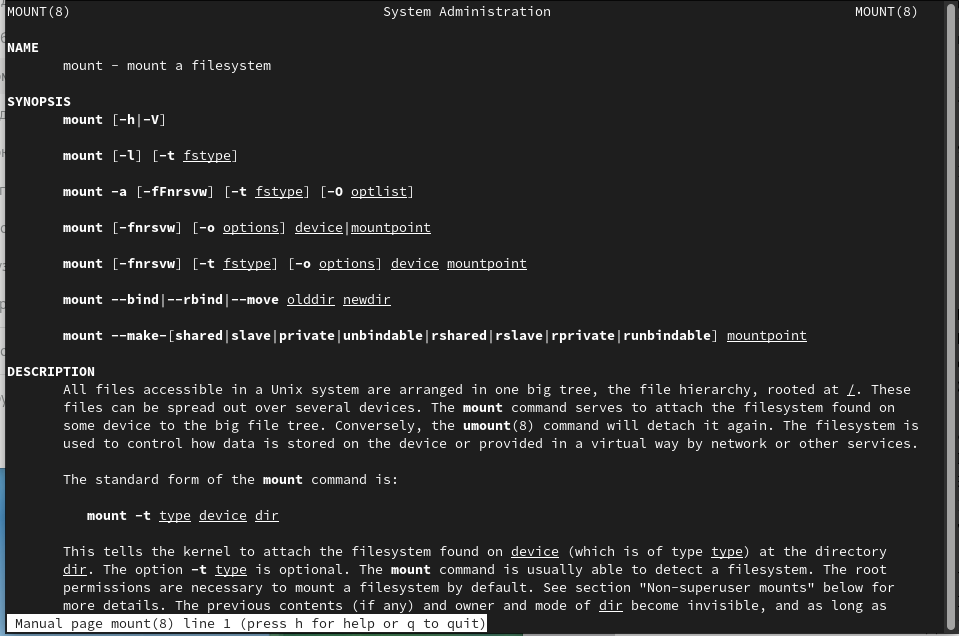 MOUNT(8) System Administration MOUNT(8)
NAME
mount - mount a filesystem
SYNOPSIS
mount [-h|-V]
mount [-l] [-t fstype]
mount -a [-fFnrsvw] [-t fstype] [-O optlist]
mount [-fnrsvw] [-o options] device|mountpoint
mount [-fnrsvw] [-t fstype] [-o options] device mountpoint
mount --bind|--rbind|--move olddir newdir
mount --make-[shared|slave|private|unbindable|rshared|rslave|rprivate|runbindable] mountpoint
DESCRIPTION
All files accessible in a Unix system are arranged in one big tree, the file hierarchy, rooted at /. These
files can be spread out over several devices. The mount command serves to attach the filesystem found on
some device to the big file tree. Conversely, the umount(8) command will detach it again. The filesystem is
used to control how data is stored on the device or provided in a virtual way by network or other services.
The standard form of the mount command is:
mount -t type device dir
This tells the kernel to attach the filesystem found on device (which is of type type) at the directory
dir. The option -t type is optional. The mount command is usually able to detect a filesystem. The root
permissions are necessary to mount a filesystem by default. See section "Non-superuser mounts" below for
more details. The previous contents (if any) and owner and mode of dir become invisible, and as long as
Manual page mount(8) line 1 (press h for help or q to quit)